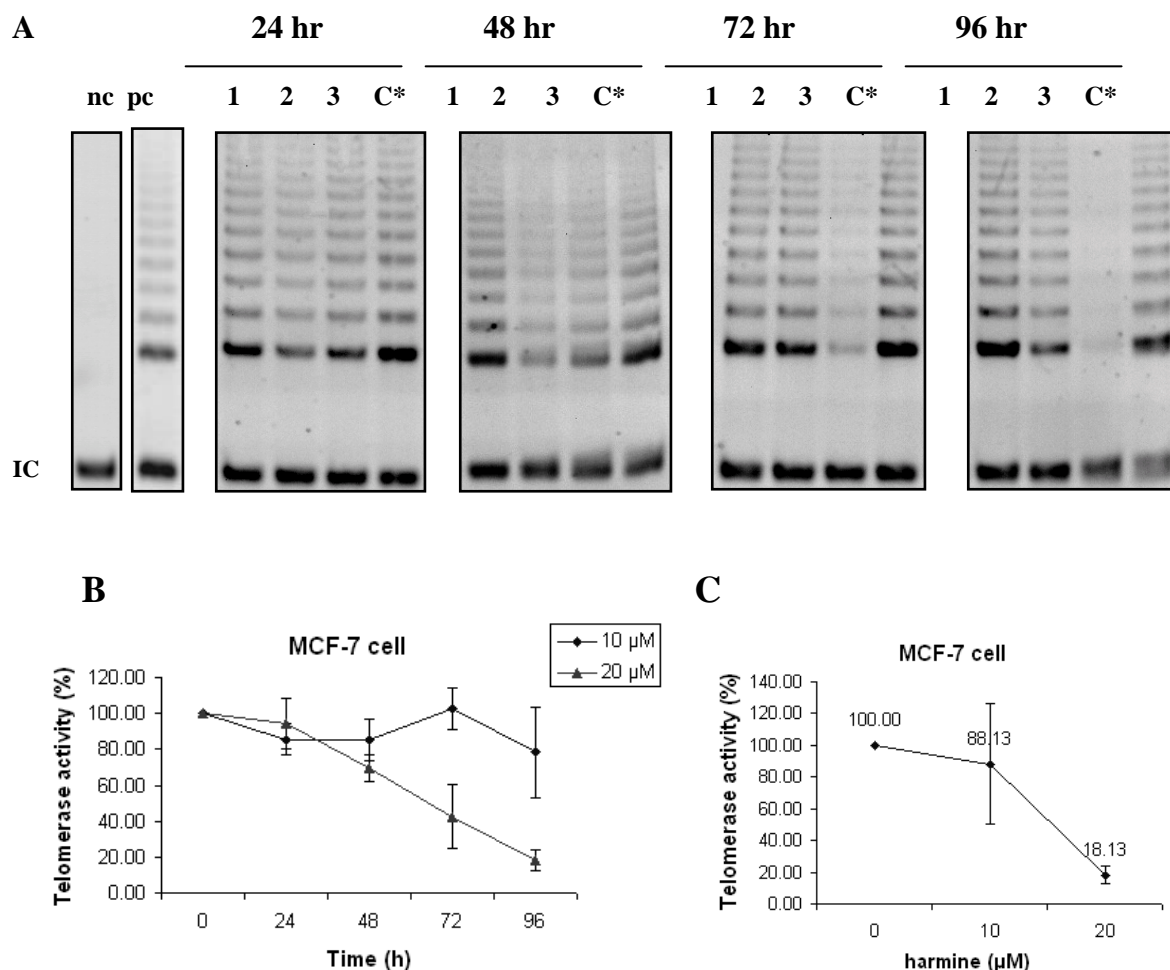 A
24 hr 48 hr 72 hr 96 hr
nc pc 1 2 3 C* 1 2 3 C* 1 2 3 C* 1 2 3 C*
IC
B
MCF-7 cell
10 µM
20 µM
Telomerase activity (%)
120.00
100.00
80.00
60.00
40.00
20.00
0.00
0 24 48 72 96
Time (h)
C
MCF-7 cell
Telomerase activity (%)
140.00
120.00
100.00
80.00
60.00
40.00
20.00
0.00
100.00
88.13
18.13
0 10 20
harmine (µM)